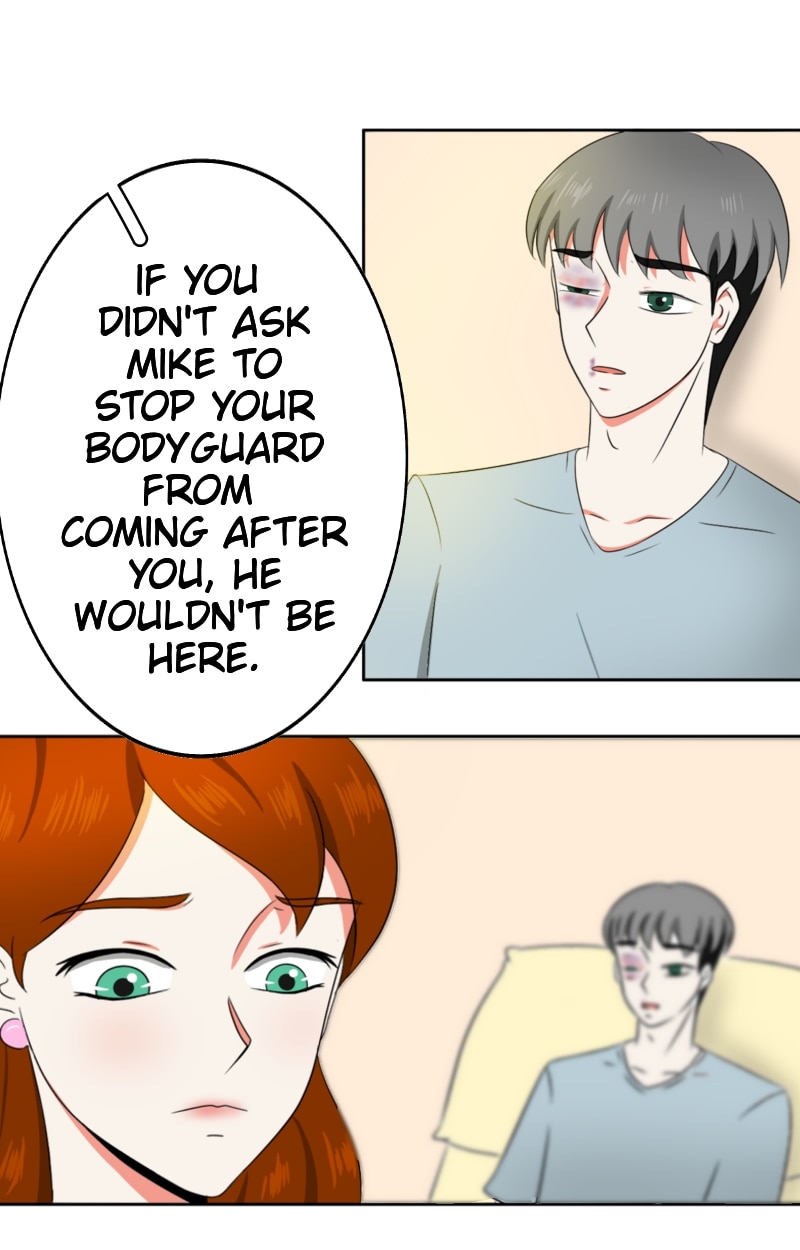 IF YOU
DIDN'T ASK
MIKE TO
STOP YOUR
BODYGUARD
FROM
COMING AFTER
YOU, HE
WOULDN'T BE
HERE.